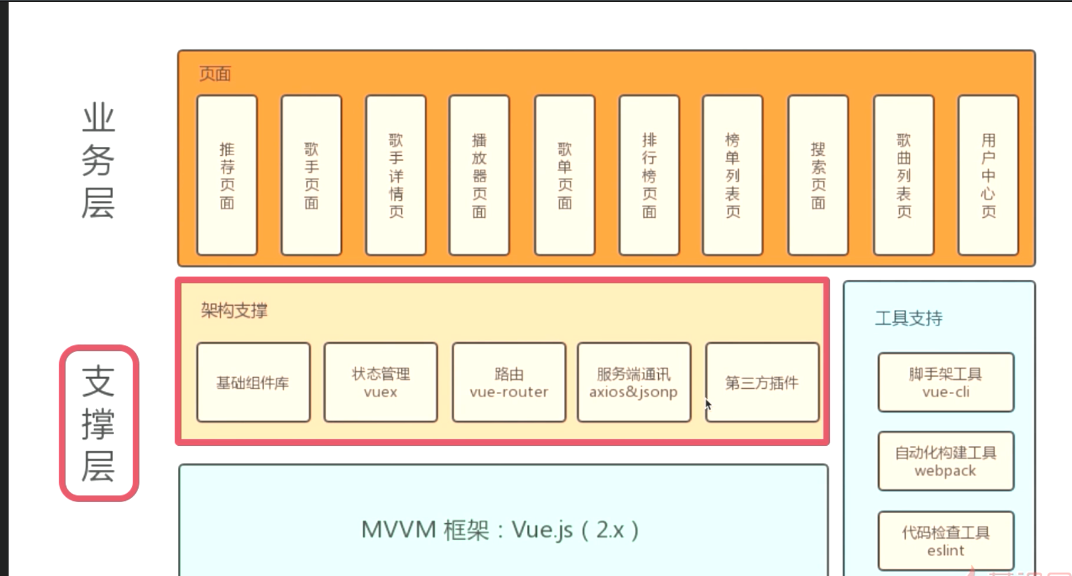 业务层
页面
推荐页面
歌手页面
歌手详情页
播放器页面
歌单页面
排行榜页面
榜单列表页
搜索页面
歌曲列表页
用户中心页
支撑层
架构支撑
基础组件库
状态管理
vuex
路由
vue-router
服务端通讯
axios&jsonp
第三方插件
工具支持
脚手架工具
vue-cli
自动化构建工具
webpack
代码检查工具
eslint
MVVM 框架：Vue.js（2.x）